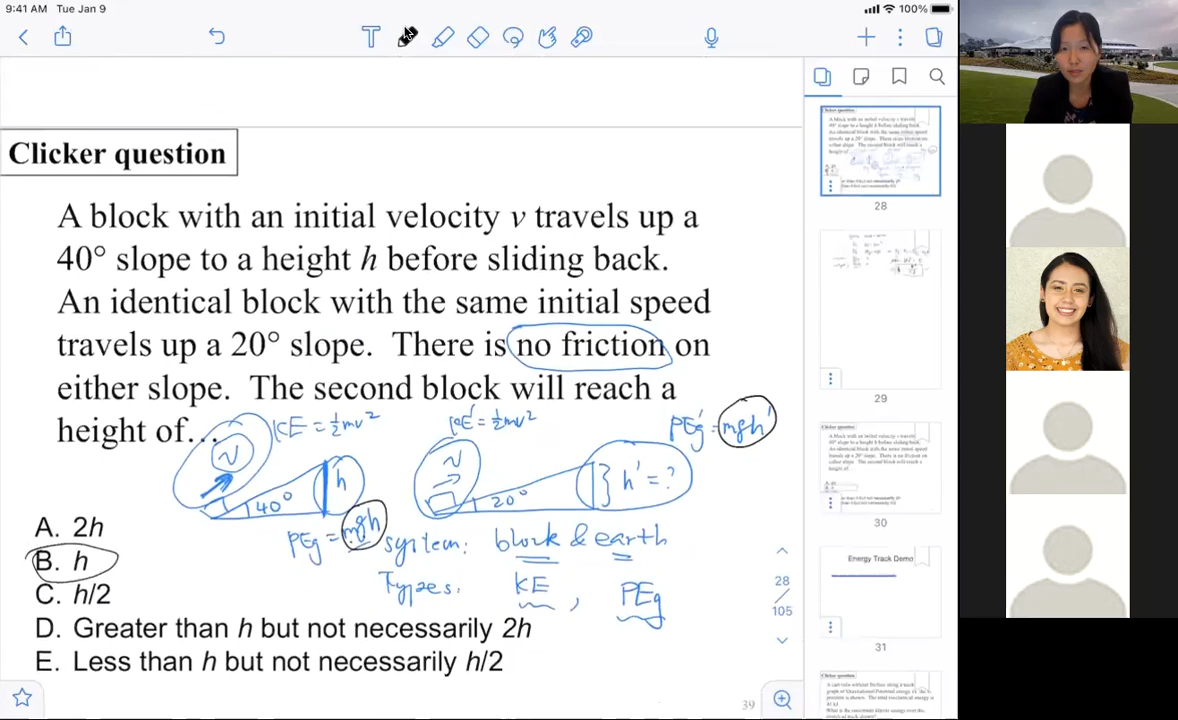 9:41 AM Tue Jan 9
100%
Clicker question
A block with an initial velocity v travels up a
40° slope to a height h before sliding back.
An identical block with the same initial speed
travels up a 20° slope. There is no friction on
either slope. The second block will reach a
height of…
KE = ½mv²
KE' = ½mv²
PEg' = mgh'
v
40°
h
v
20°
h' = ?
PEg = mgh
system: block & earth
Types: KE, PEg
A. 2h
B. h
C. h/2
D. Greater than h but not necessarily 2h
E. Less than h but not necessarily h/2
39
28
/
105
28
29
30
Energy Track Demo
31